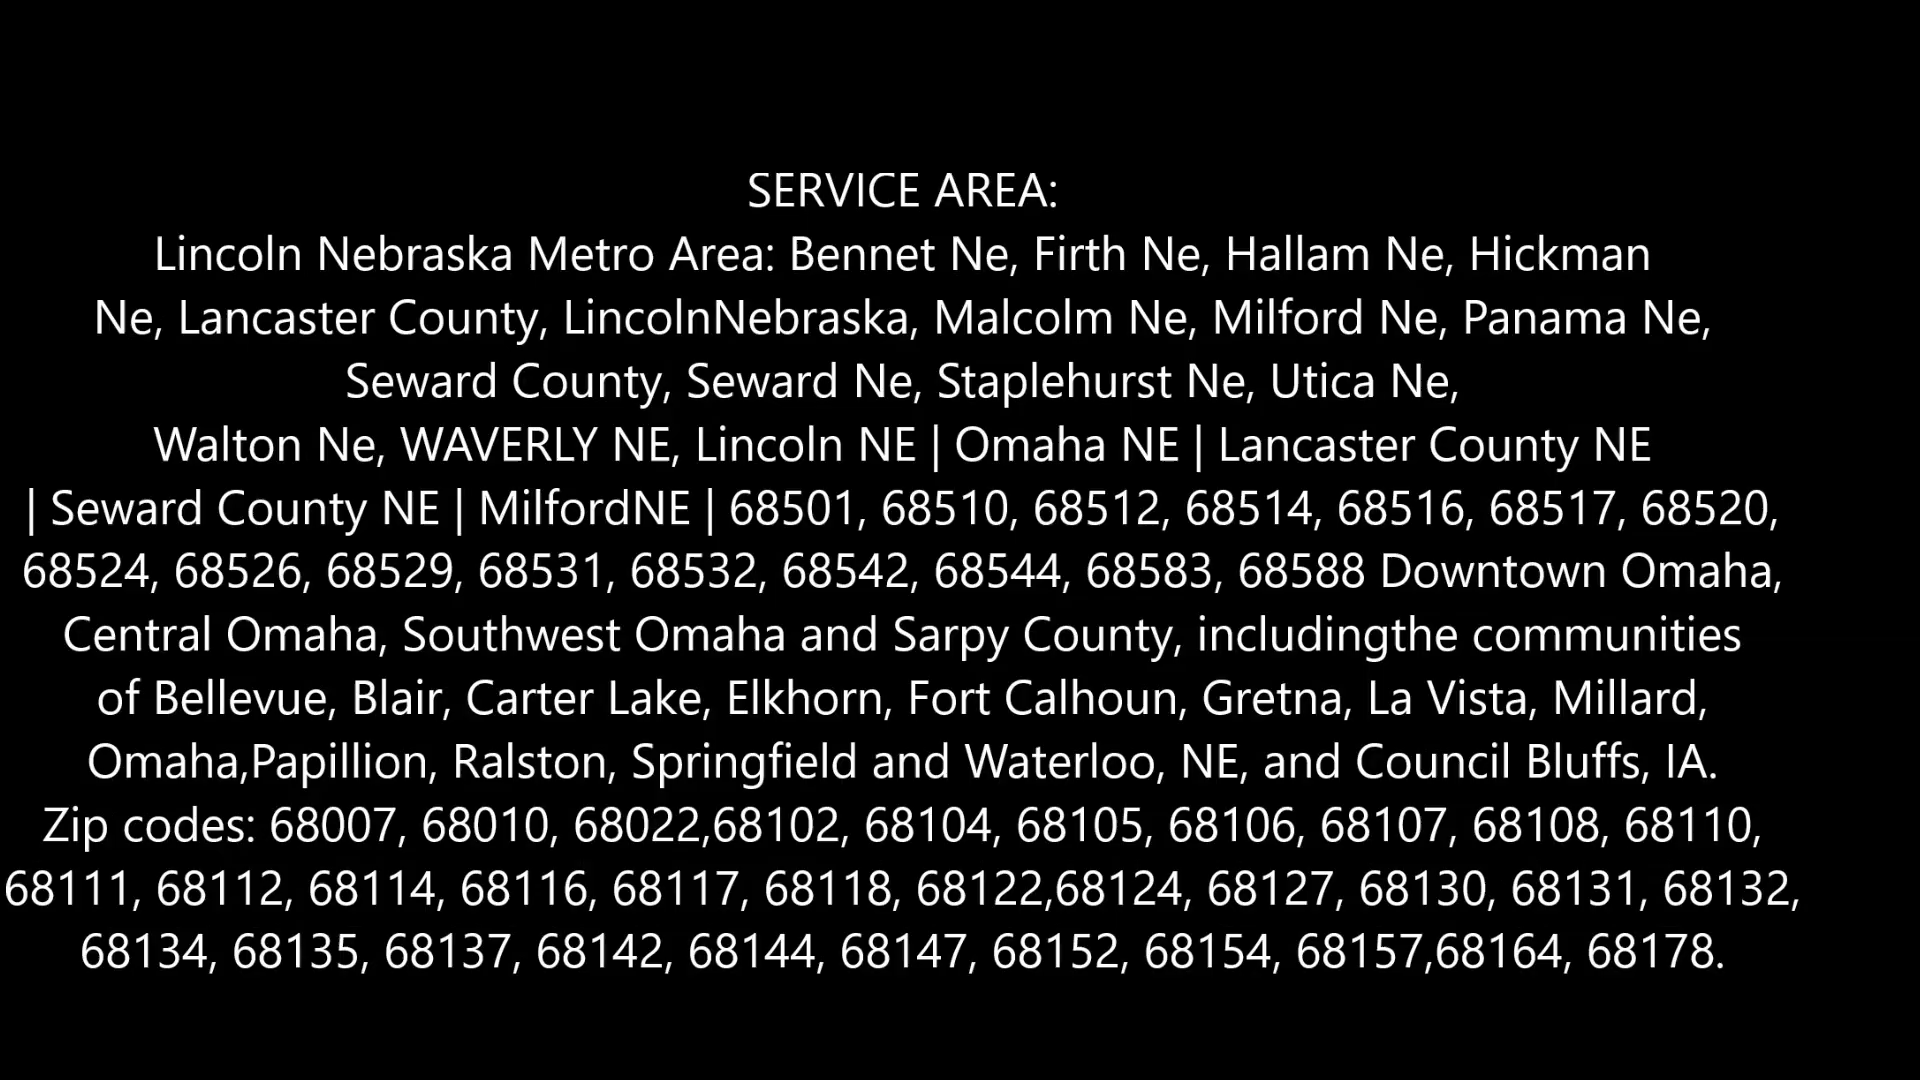 SERVICE AREA:
Lincoln Nebraska Metro Area: Bennet Ne, Firth Ne, Hallam Ne, Hickman
Ne, Lancaster County, LincolnNebraska, Malcolm Ne, Milford Ne, Panama Ne,
Seward County, Seward Ne, Staplehurst Ne, Utica Ne,
Walton Ne, WAVERLY NE, Lincoln NE | Omaha NE | Lancaster County NE
| Seward County NE | MilfordNE | 68501, 68510, 68512, 68514, 68516, 68517, 68520,
68524, 68526, 68529, 68531, 68532, 68542, 68544, 68583, 68588 Downtown Omaha,
Central Omaha, Southwest Omaha and Sarpy County, includingthe communities
of Bellevue, Blair, Carter Lake, Elkhorn, Fort Calhoun, Gretna, La Vista, Millard,
Omaha,Papillion, Ralston, Springfield and Waterloo, NE, and Council Bluffs, IA.
Zip codes: 68007, 68010, 68022,68102, 68104, 68105, 68106, 68107, 68108, 68110,
68111, 68112, 68114, 68116, 68117, 68118, 68122,68124, 68127, 68130, 68131, 68132,
68134, 68135, 68137, 68142, 68144, 68147, 68152, 68154, 68157,68164, 68178.